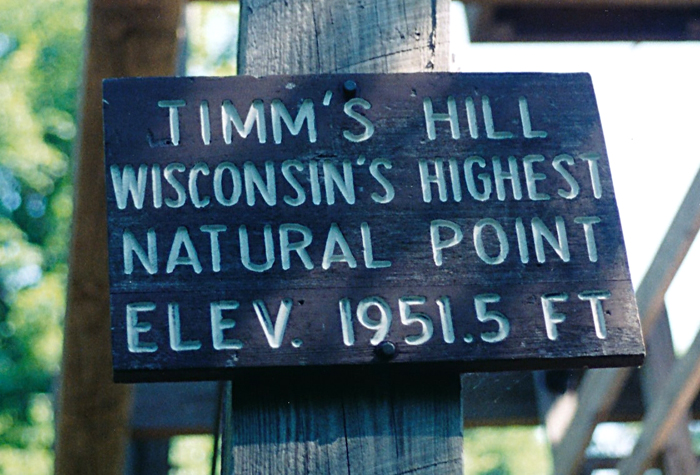 TIMM'S HILL
WISCONSIN'S HIGHEST
NATURAL POINT
ELEV. 1951.5 FT